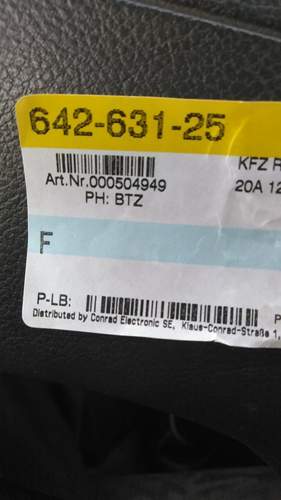 642-631-25
KFZ R
Art.Nr.000504949
20A 12
PH: BTZ
F
P-LB:
P
Distributed by Conrad Electronic SE, Klaus-Conrad-Straße 1,